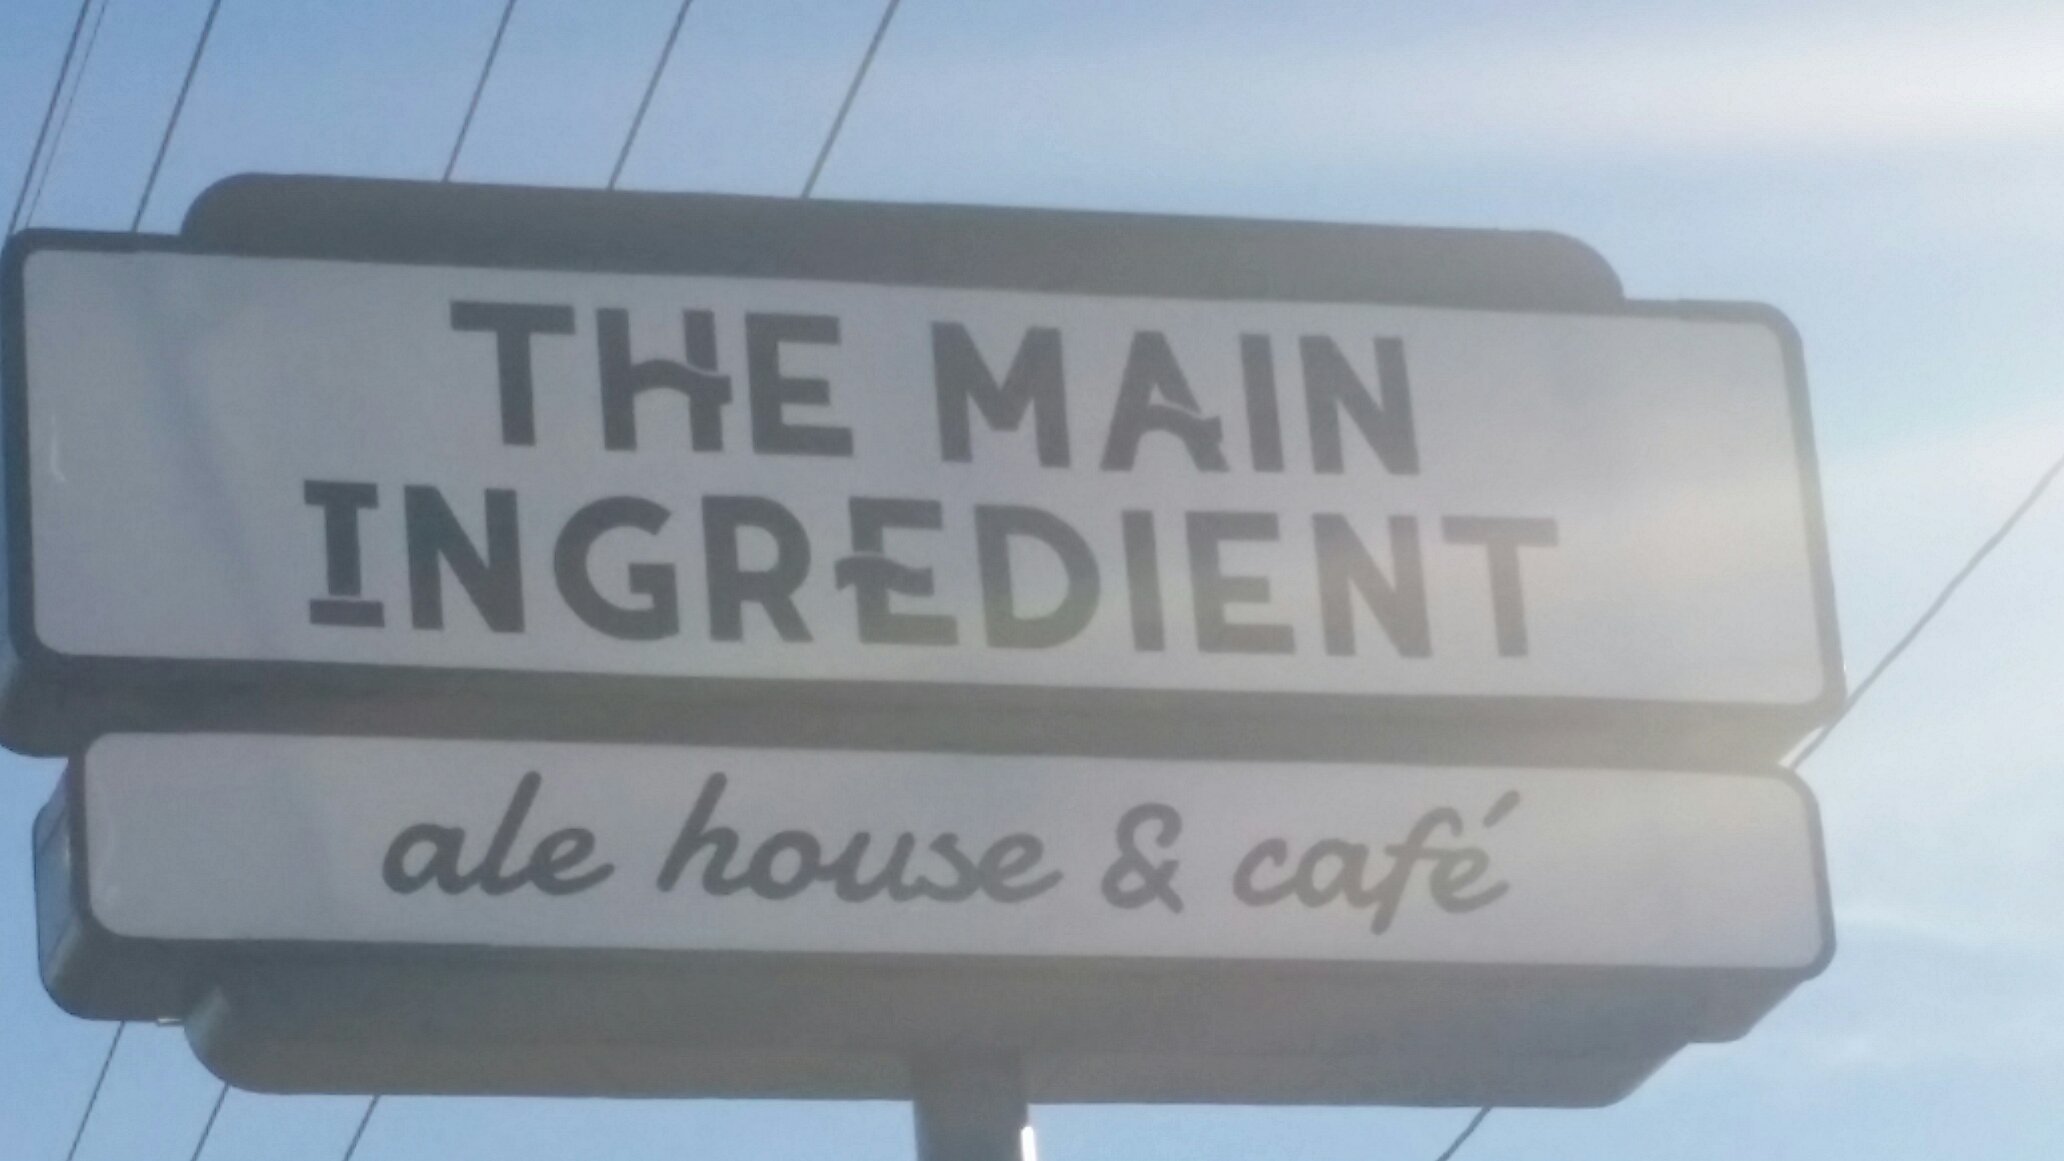 THE MAIN
INGREDIENT
ale house & café